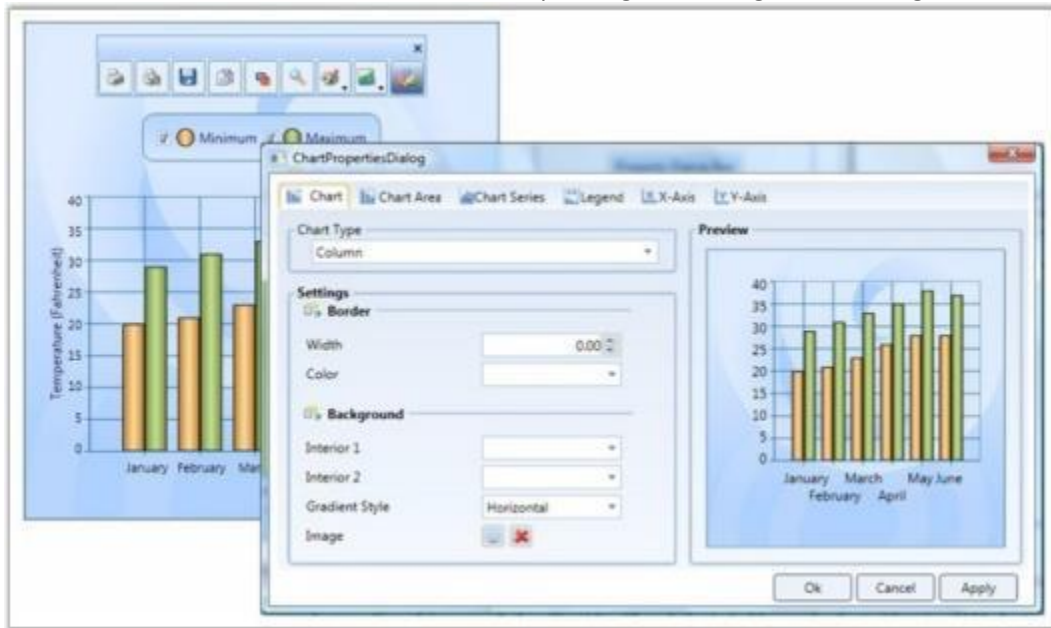 Minimum
Maximum
40
35
30
25
20
15
10
5
0
Temperature (Fahrenheit)
January February
ChartPropertiesDialog
Chart Chart Area Chart Series Legend X-Axis Y-Axis
Chart Type
Column
Settings
Border
Width 0.00
Color
Background
Interior 1
Interior 2
Gradient Style Horizontal
Image
Preview
40
35
30
25
20
15
10
5
0
January March May June
February April
Ok Cancel Apply